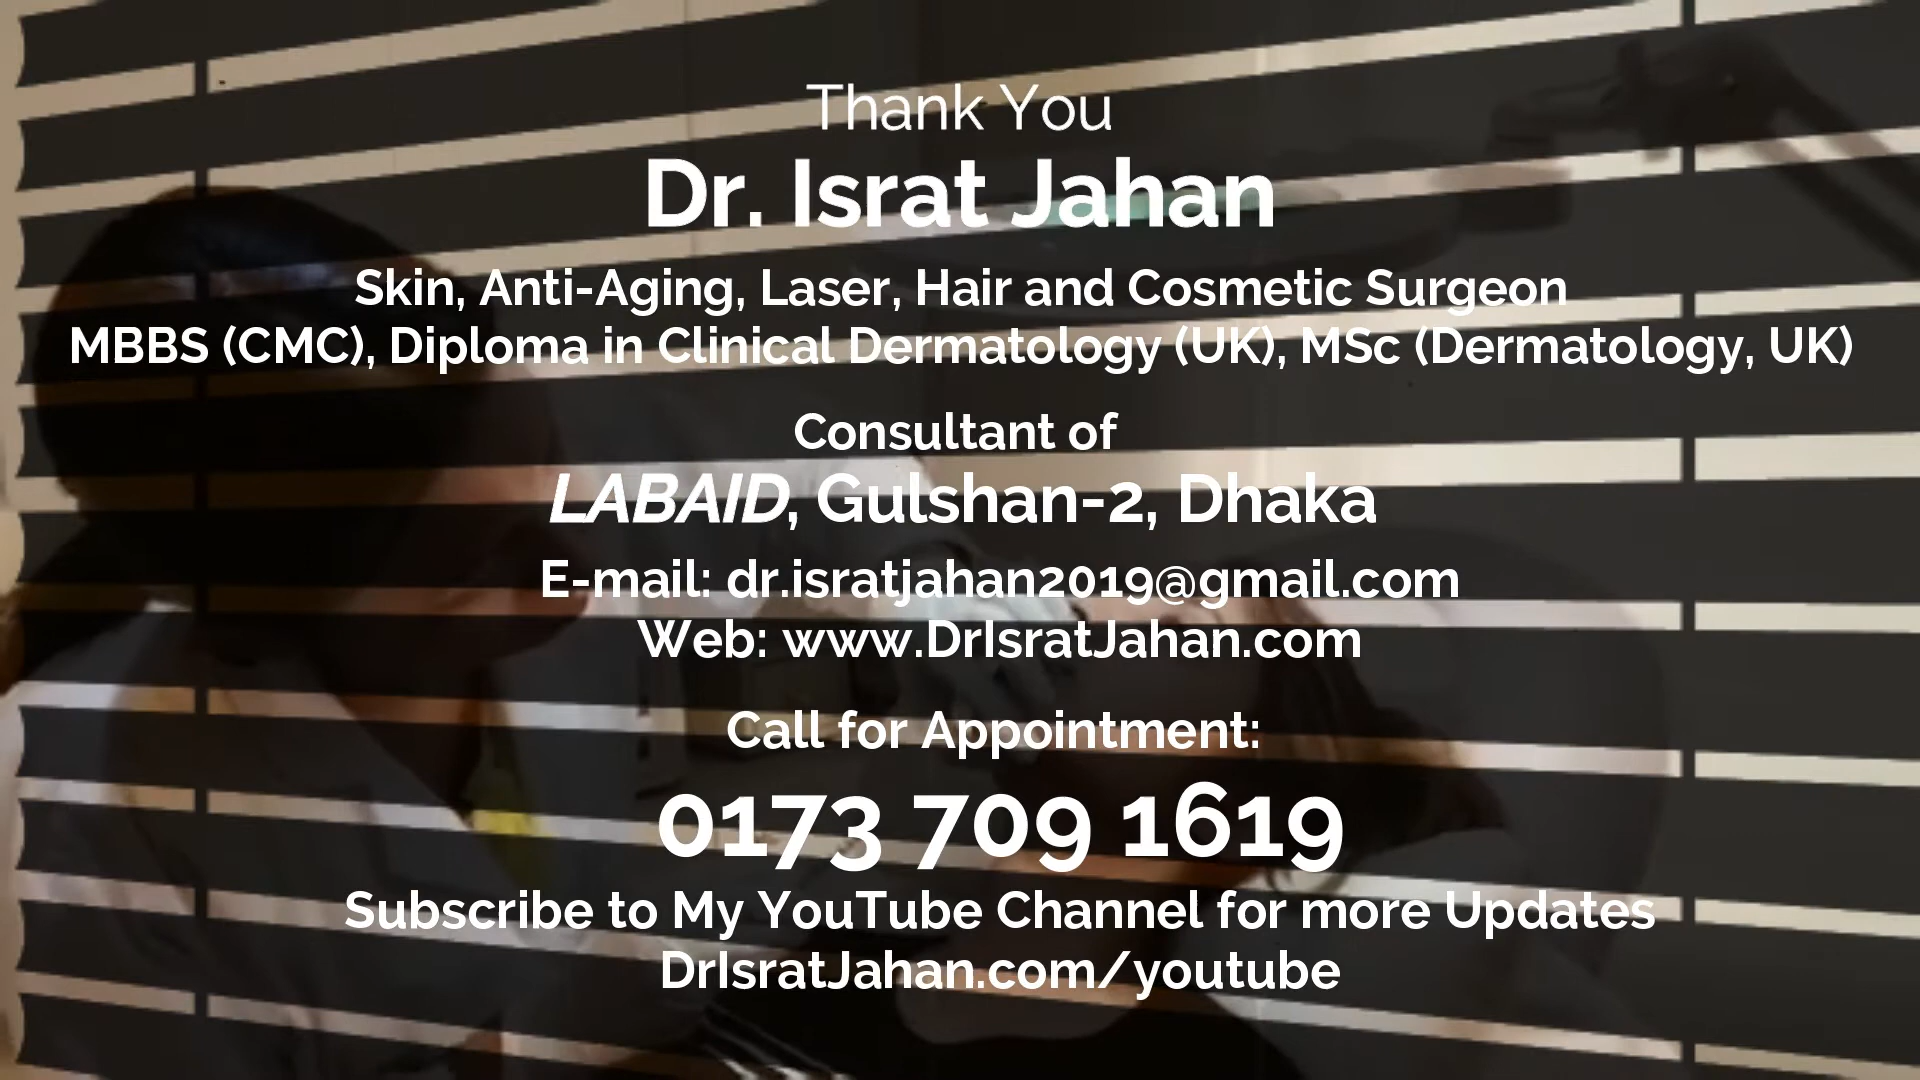 Thank You
Dr. Israt Jahan
Skin, Anti-Aging, Laser, Hair and Cosmetic Surgeon
MBBS (CMC), Diploma in Clinical Dermatology (UK), MSc (Dermatology, UK)
Consultant of
LABAID, Gulshan-2, Dhaka
E-mail: dr.isratjahan2019@gmail.com
Web: www.DrIsratJahan.com
Call for Appointment:
0173 709 1619
Subscribe to My YouTube Channel for more Updates
DrIsratJahan.com/youtube